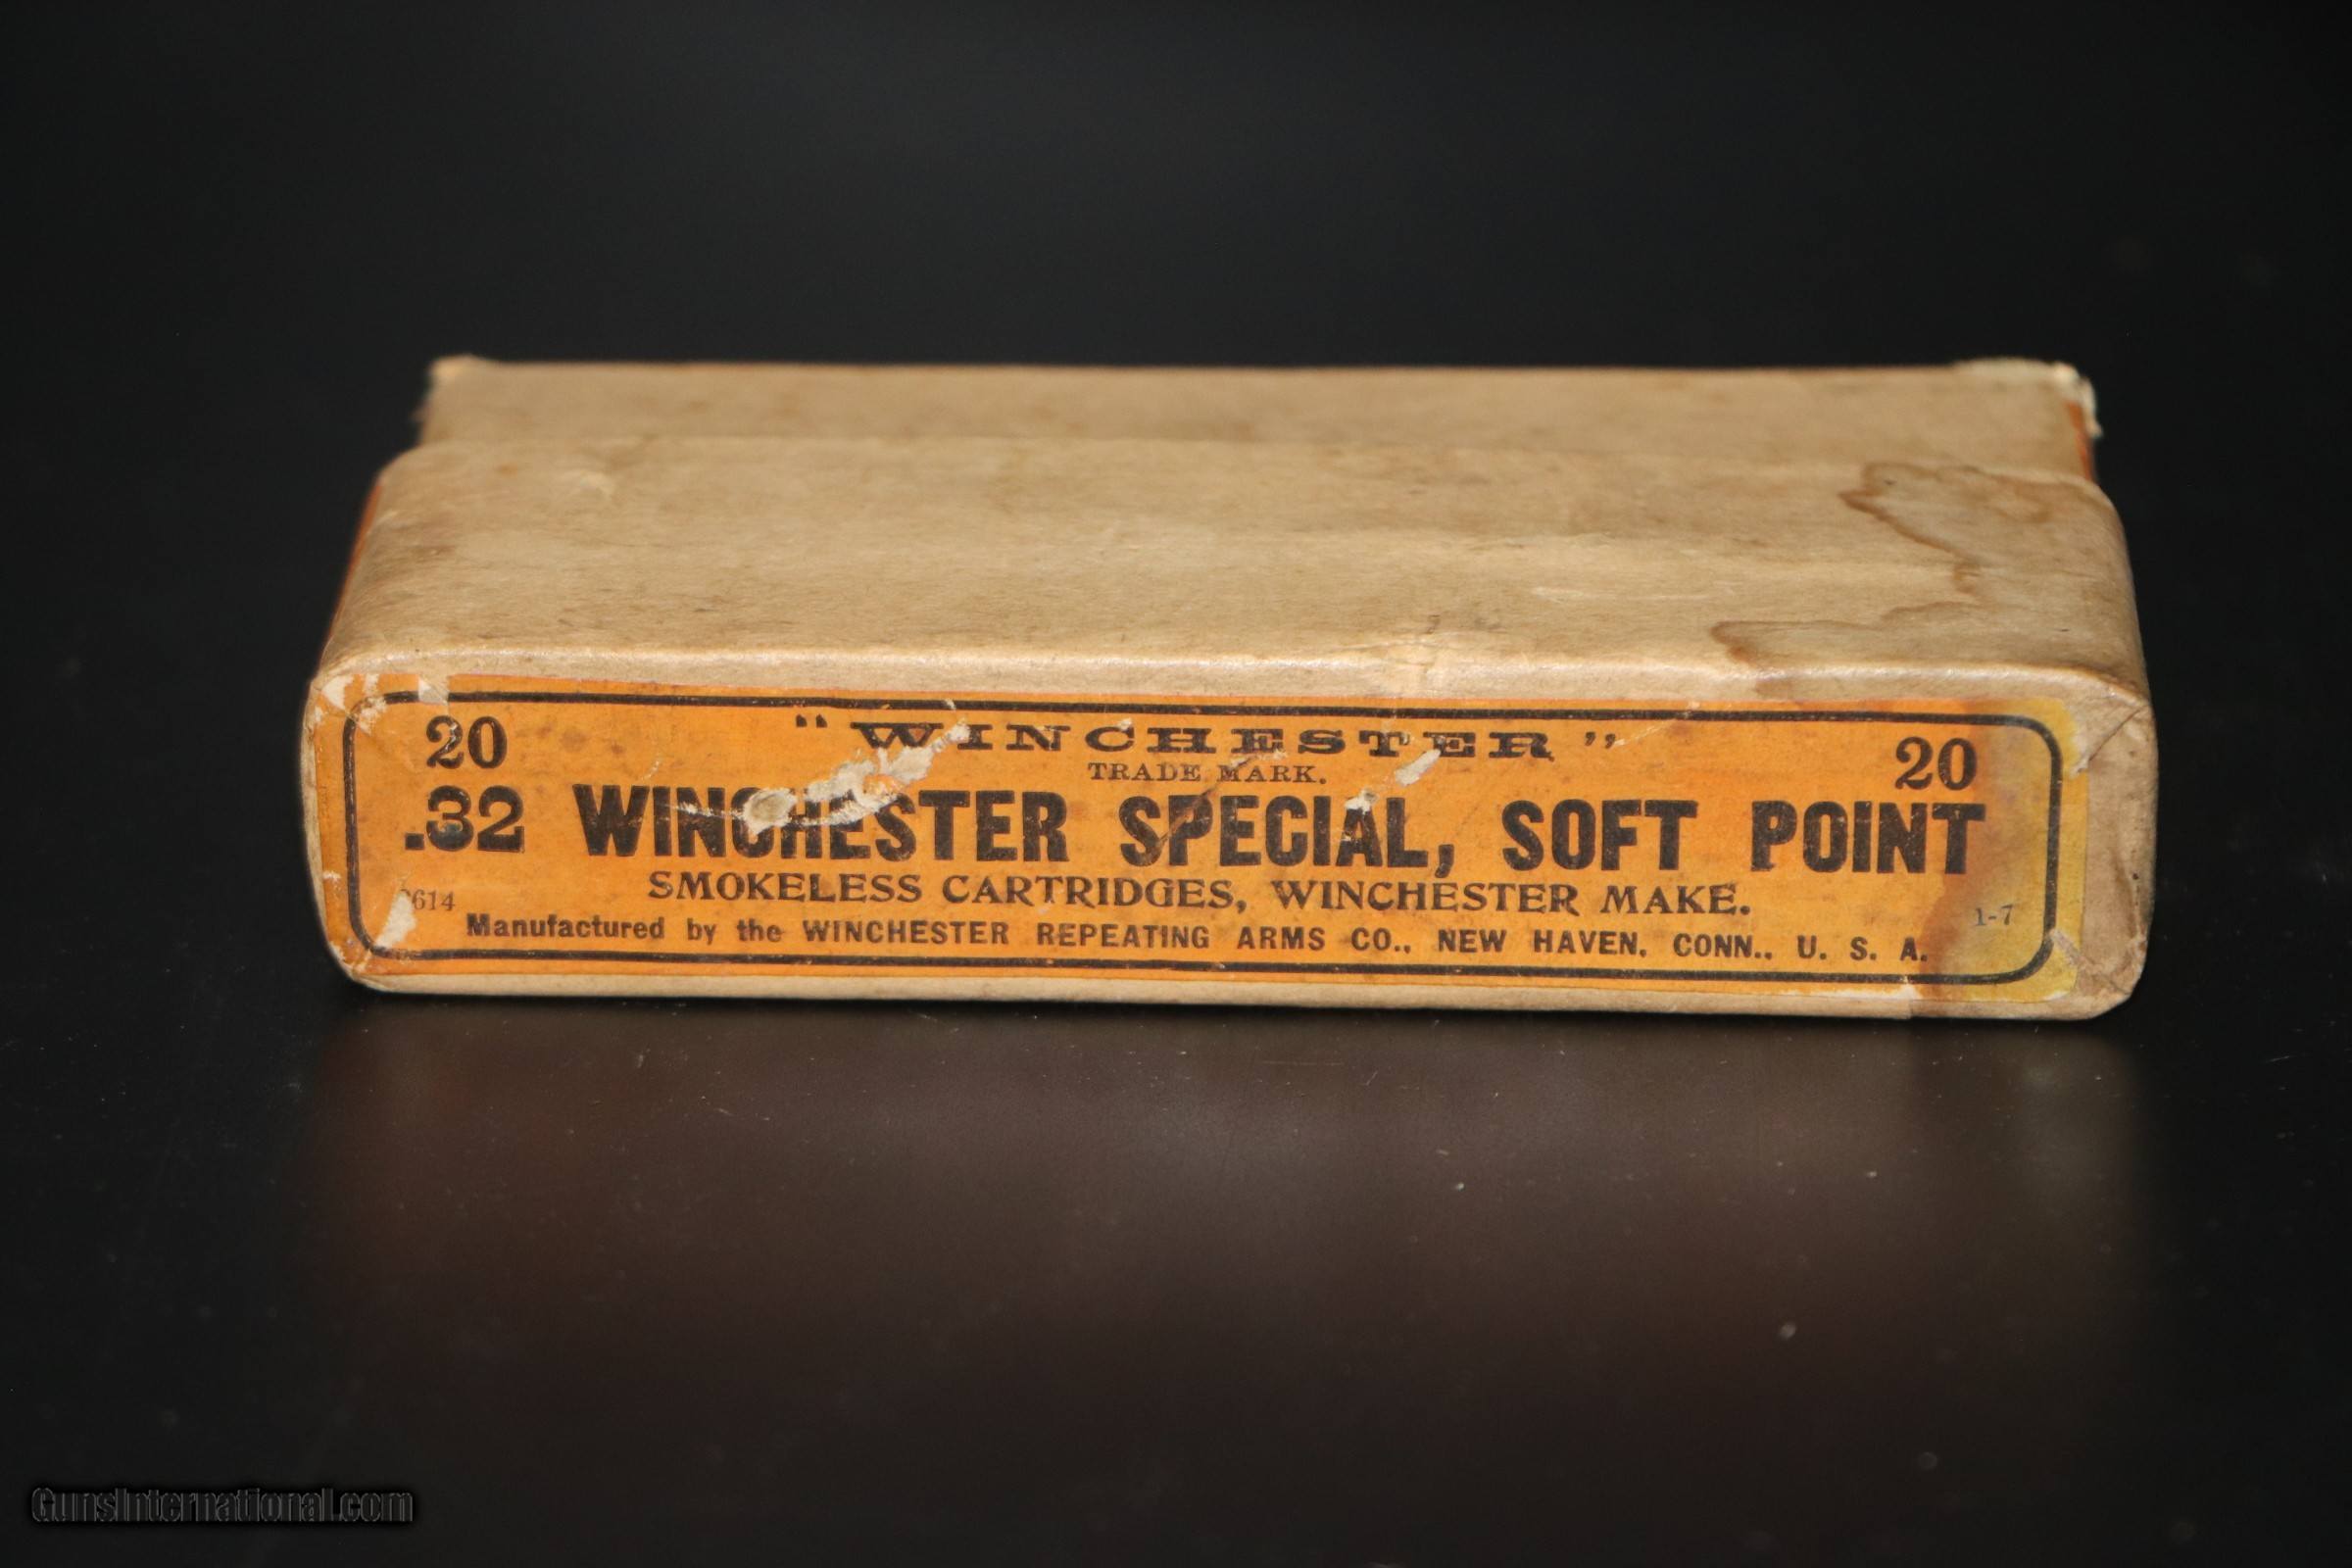 20 "WINCHESTER" 20
TRADE MARK.
.32 WINCHESTER SPECIAL, SOFT POINT
SMOKELESS CARTRIDGES, WINCHESTER MAKE.
614 1-7
Manufactured by the WINCHESTER REPEATING ARMS CO., NEW HAVEN, CONN., U. S. A.
GunsInternational.com